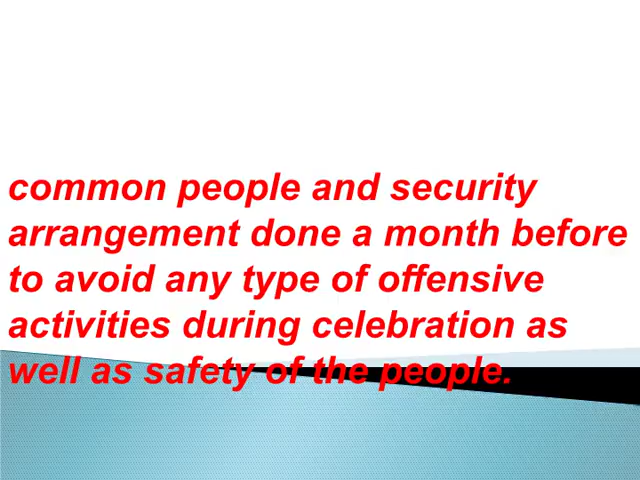 common people and security
arrangement done a month before
to avoid any type of offensive
activities during celebration as
well as safety of the people.